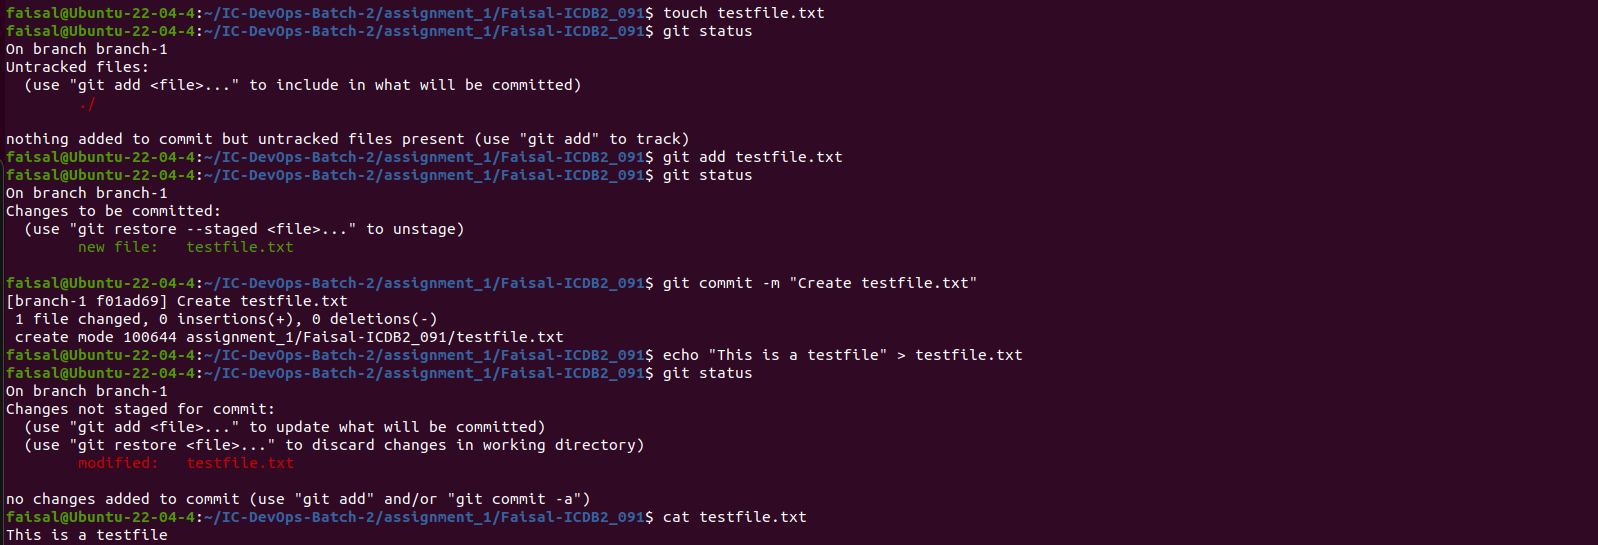 faisal@Ubuntu-22-04-4:~/IC-DevOps-Batch-2/assignment_1/Faisal-ICDB2_091$ touch testfile.txt
faisal@Ubuntu-22-04-4:~/IC-DevOps-Batch-2/assignment_1/Faisal-ICDB2_091$ git status
On branch branch-1
Untracked files:
  (use "git add <file>..." to include in what will be committed)
        ./

nothing added to commit but untracked files present (use "git add" to track)
faisal@Ubuntu-22-04-4:~/IC-DevOps-Batch-2/assignment_1/Faisal-ICDB2_091$ git add testfile.txt
faisal@Ubuntu-22-04-4:~/IC-DevOps-Batch-2/assignment_1/Faisal-ICDB2_091$ git status
On branch branch-1
Changes to be committed:
  (use "git restore --staged <file>..." to unstage)
        new file:   testfile.txt

faisal@Ubuntu-22-04-4:~/IC-DevOps-Batch-2/assignment_1/Faisal-ICDB2_091$ git commit -m "Create testfile.txt"
[branch-1 f01ad69] Create testfile.txt
 1 file changed, 0 insertions(+), 0 deletions(-)
 create mode 100644 assignment_1/Faisal-ICDB2_091/testfile.txt
faisal@Ubuntu-22-04-4:~/IC-DevOps-Batch-2/assignment_1/Faisal-ICDB2_091$ echo "This is a testfile" > testfile.txt
faisal@Ubuntu-22-04-4:~/IC-DevOps-Batch-2/assignment_1/Faisal-ICDB2_091$ git status
On branch branch-1
Changes not staged for commit:
  (use "git add <file>..." to update what will be committed)
  (use "git restore <file>..." to discard changes in working directory)
        modified:   testfile.txt

no changes added to commit (use "git add" and/or "git commit -a")
faisal@Ubuntu-22-04-4:~/IC-DevOps-Batch-2/assignment_1/Faisal-ICDB2_091$ cat testfile.txt
This is a testfile